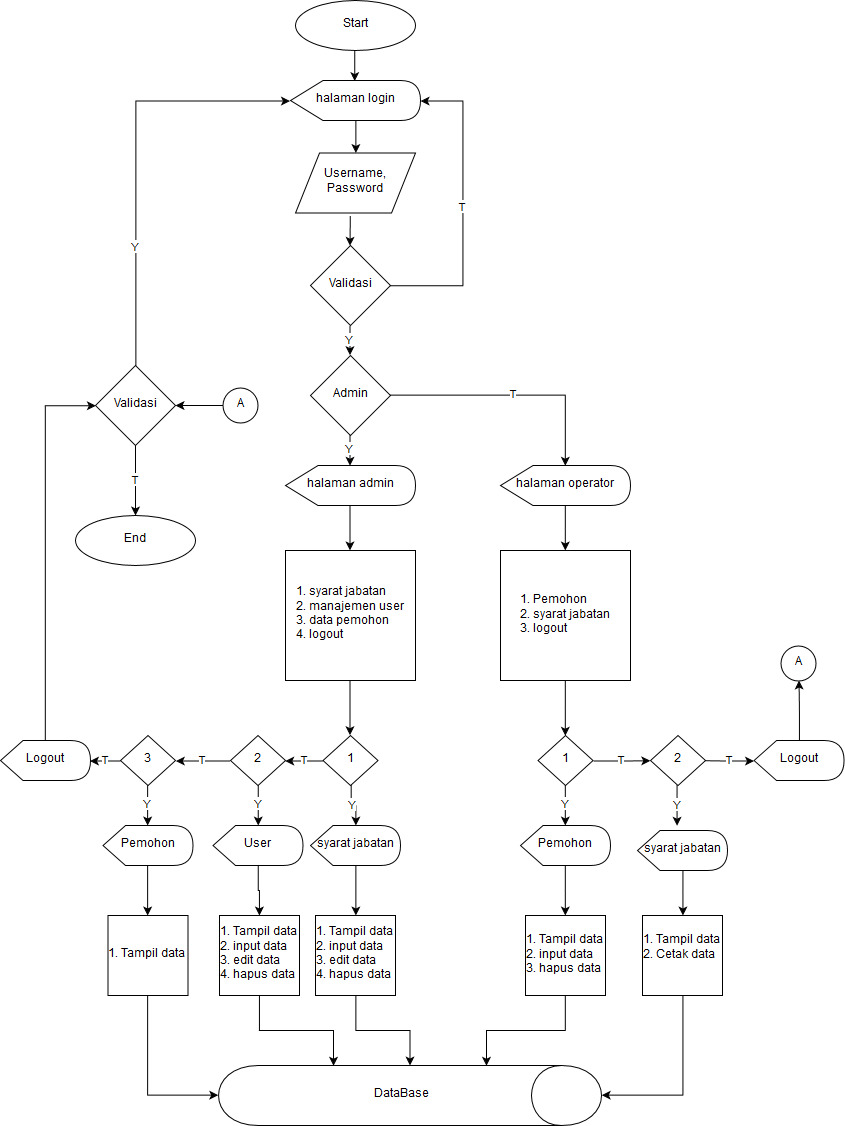 Start
halaman login
Username,
Password
T
Y
Validasi
Y
Validasi
A
Admin
T
Y
T
halaman admin
halaman operator
End
1. syarat jabatan
2. manajemen user
3. data pemohon
4. logout
1. Pemohon
2. syarat jabatan
3. logout
A
Logout
T
3
T
2
T
1
1
T
2
T
Logout
Y
Y
Y
Y
Y
Pemohon
User
syarat jabatan
Pemohon
syarat jabatan
1. Tampil data
1. Tampil data
2. input data
3. edit data
4. hapus data
1. Tampil data
2. input data
3. edit data
4. hapus data
1. Tampil data
2. input data
3. hapus data
1. Tampil data
2. Cetak data
DataBase